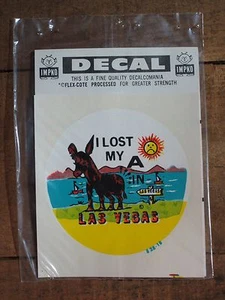 DECAL
IMPKO
IMPKO
THIS IS A FINE QUALITY DECALCOMANIA
FLEX-COTE PROCESSED FOR GREATER STRENGTH
I LOST
MY A
IN
LAS VEGAS